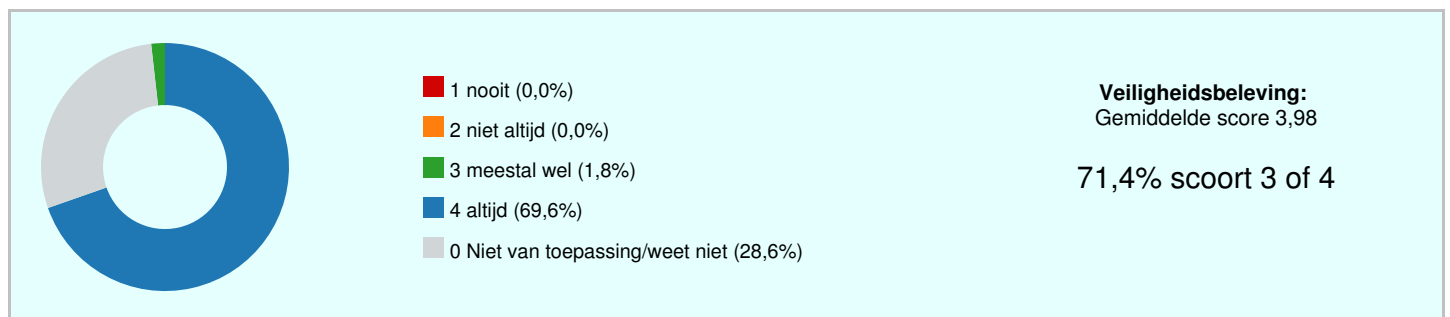 1 nooit (0,0%)
2 niet altijd (0,0%)
3 meestal wel (1,8%)
4 altijd (69,6%)
0 Niet van toepassing/weet niet (28,6%)
Veiligheidsbeleving:
Gemiddelde score 3,98
71,4% scoort 3 of 4